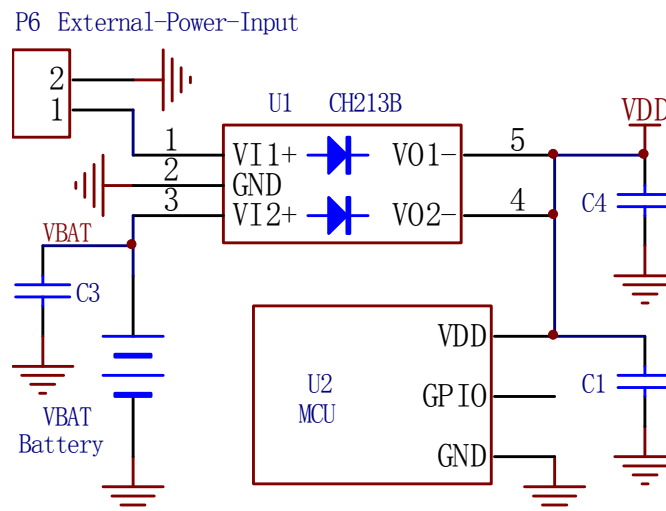 P6 External-Power-Input
2
1
U1 CH213B
VDD
1 VI1+ VO1- 5
2 GND
3 VI2+ VO2- 4
C4
VBAT
C3
VDD
U2
MCU
GPIO
C1
VBAT
Battery
GND